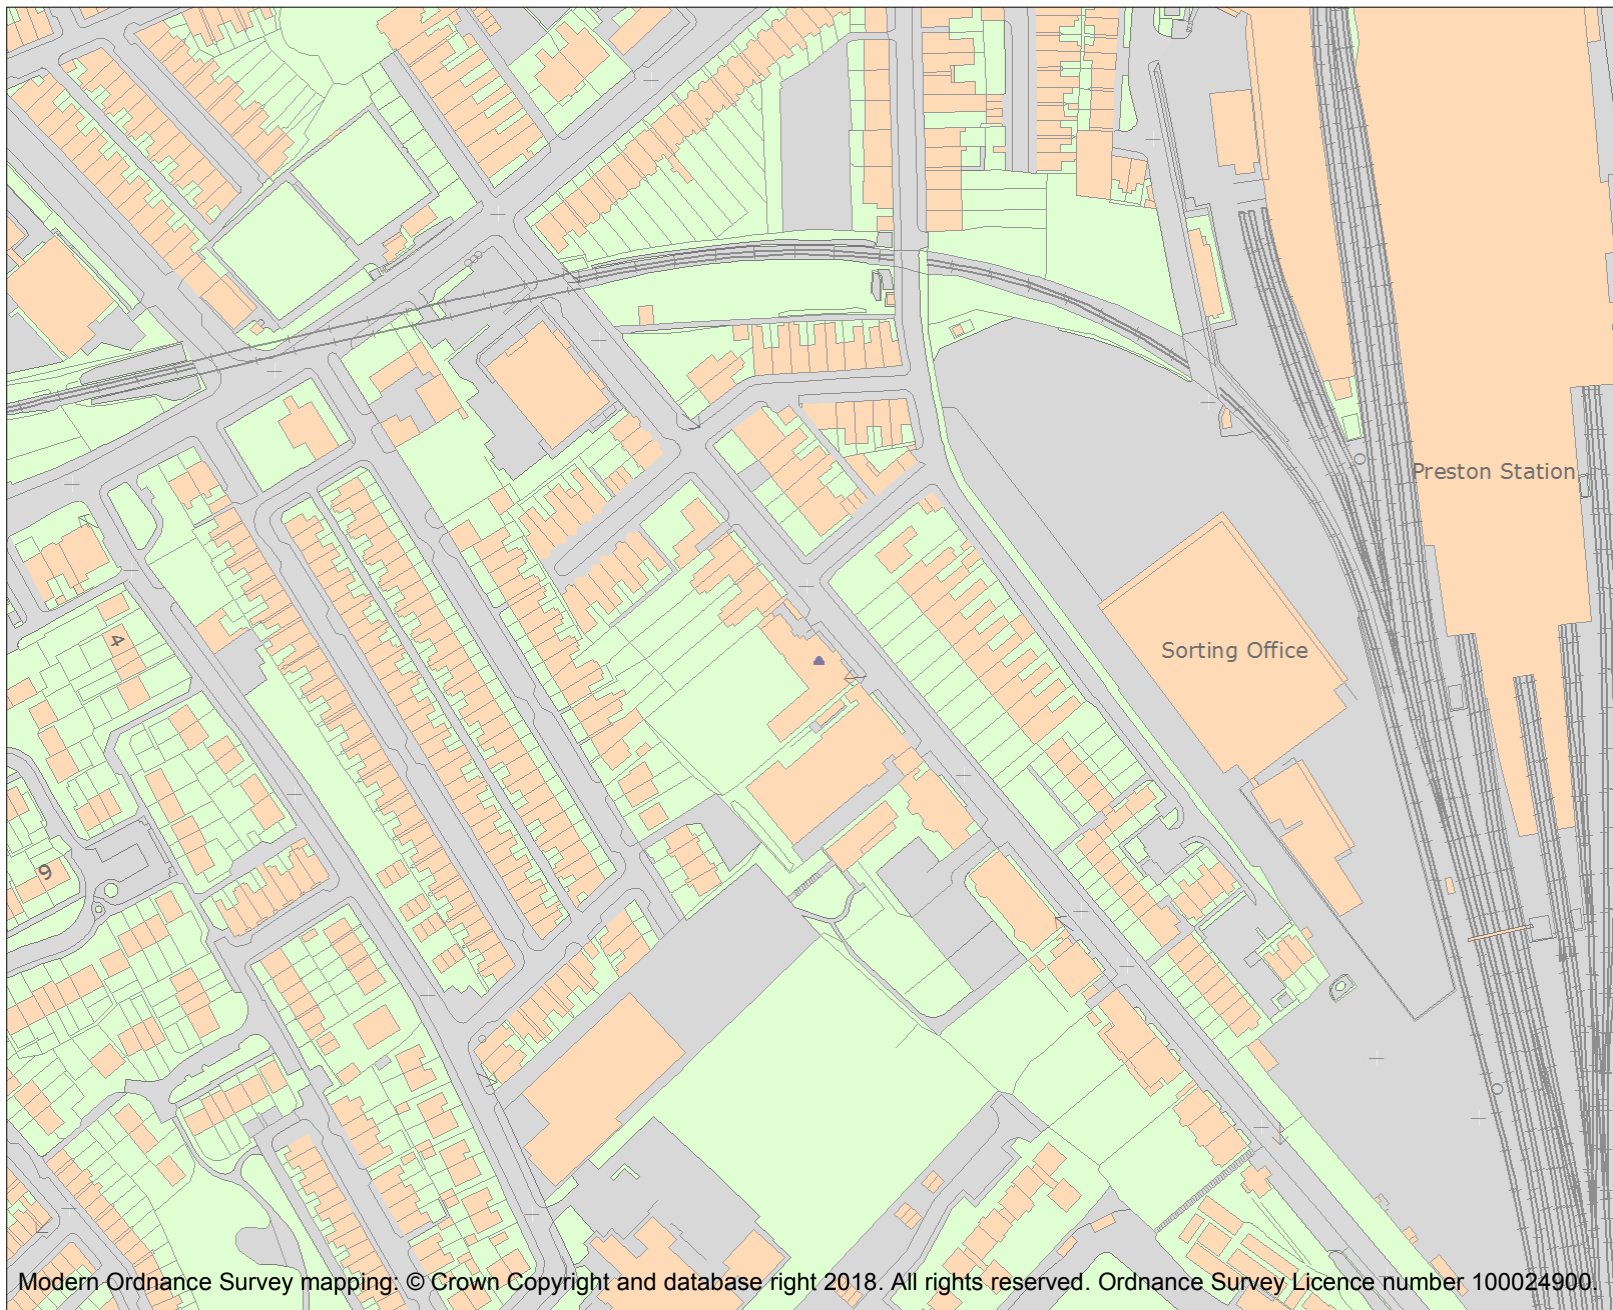 Preston Station
Sorting Office
4
9
Modern Ordnance Survey mapping: © Crown Copyright and database right 2018. All rights reserved. Ordnance Survey Licence number 100024900.